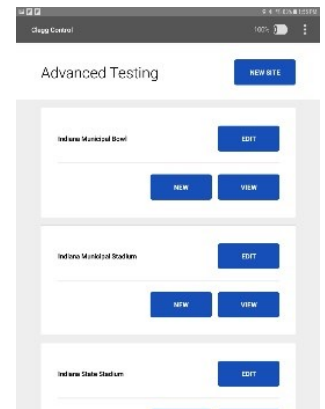 Clegg Control 100%
Advanced Testing NEW SITE
Indiana Municipal Bowl EDIT
NEW VIEW
Indiana Municipal Stadium EDIT
NEW VIEW
Indiana State Stadium EDIT